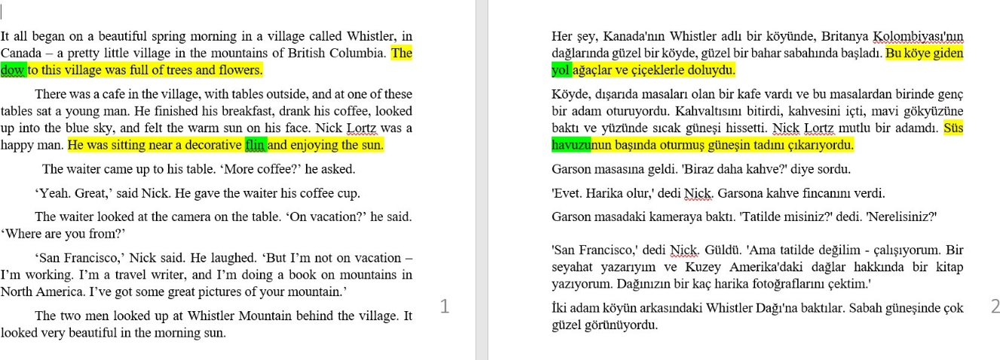 It all began on a beautiful spring morning in a village called Whistler, in
Canada – a pretty little village in the mountains of British Columbia. The
dow to this village was full of trees and flowers.
There was a cafe in the village, with tables outside, and at one of these
tables sat a young man. He finished his breakfast, drank his coffee, looked
up into the blue sky, and felt the warm sun on his face. Nick Lortz was a
happy man. He was sitting near a decorative flin and enjoying the sun.
The waiter came up to his table. ‘More coffee?’ he asked.
‘Yeah. Great,’ said Nick. He gave the waiter his coffee cup.
The waiter looked at the camera on the table. ‘On vacation?’ he said.
‘Where are you from?’
‘San Francisco,’ Nick said. He laughed. ‘But I’m not on vacation –
I’m working. I’m a travel writer, and I’m doing a book on mountains in
North America. I’ve got some great pictures of your mountain.’
The two men looked up at Whistler Mountain behind the village. It
looked very beautiful in the morning sun.
1
Her şey, Kanada'nın Whistler adlı bir köyünde, Britanya Kolombiyası'nın
dağlarında güzel bir köyde, güzel bir bahar sabahında başladı. Bu köye giden
yol ağaçlar ve çiçeklerle doluydu.
Köyde, dışarıda masaları olan bir kafe vardı ve bu masalardan birinde genç
bir adam oturuyordu. Kahvaltısını bitirdi, kahvesini içti, mavi gökyüzüne
baktı ve yüzünde sıcak güneşi hissetti. Nick Lortz mutlu bir adamdı. Süs
havuzunun başında oturmuş güneşin tadını çıkarıyordu.
Garson masasına geldi. 'Biraz daha kahve?' diye sordu.
'Evet. Harika olur,' dedi Nick. Garsona kahve fincanını verdi.
Garson masadaki kameraya baktı. 'Tatilde misiniz?' dedi. 'Nerelisiniz?'
'San Francisco,' dedi Nick. Güldü. 'Ama tatilde değilim - çalışıyorum. Bir
seyahat yazarıyım ve Kuzey Amerika'daki dağlar hakkında bir kitap
yazıyorum. Dağınızın bir kaç harika fotoğraflarını çektim.'
İki adam köyün arkasındaki Whistler Dağı'na baktılar. Sabah güneşinde çok
güzel görünüyordu.
2